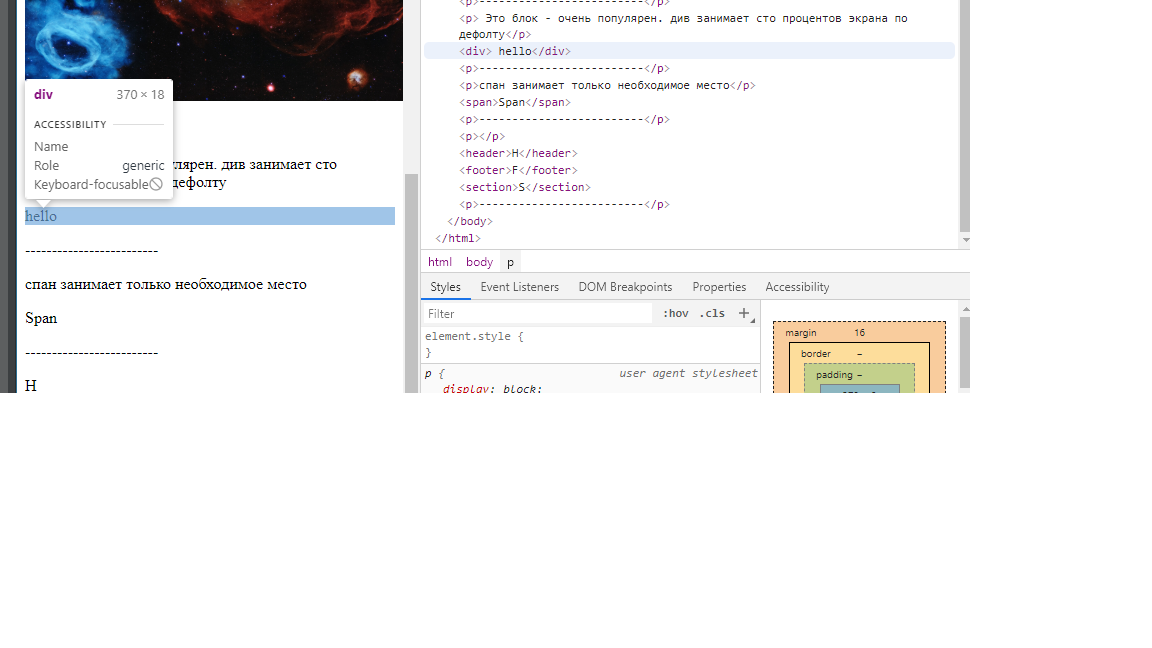 div 370 × 18
ACCESSIBILITY
Name
Role generic
Keyboard-focusable
улярен. див занимает сто
дефолту
hello
-------------------------
спан занимает только необходимое место
Span
-------------------------
H
<p>-------------------------</p>
<p> Это блок - очень популярен. див занимает сто процентов экрана по
дефолту</p>
<div> hello</div>
<p>-------------------------</p>
<p>спан занимает только необходимое место</p>
<span>Span</span>
<p>-------------------------</p>
<p></p>
<header>H</header>
<footer>F</footer>
<section>S</section>
<p>-------------------------</p>
</body>
</html>
html body p
Styles Event Listeners DOM Breakpoints Properties Accessibility
Filter :hov .cls +
element.style {
}
p { user agent stylesheet
display: block;
margin 16
border –
padding –